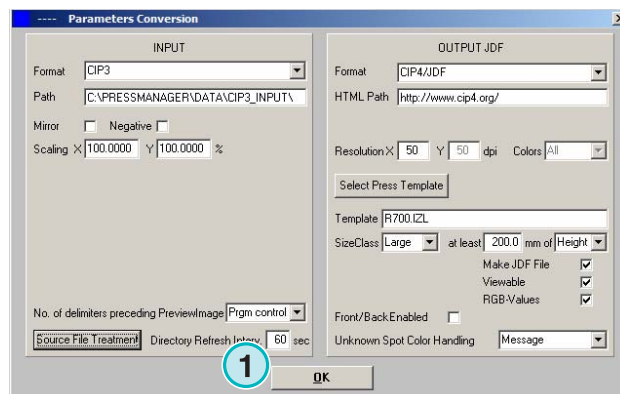 ---- Parameters Conversion
INPUT
Format CIP3
Path C:\PRESSMANAGER\DATA\CIP3_INPUT\
Mirror Negative
Scaling X 100.0000 Y 100.0000 %
No. of delimiters preceding PreviewImage Prgm control
Source File Treatment Directory Refresh Interv. 60 sec
OUTPUT JDF
Format CIP4/JDF
HTML Path http://www.cip4.org/
Resolution X 50 Y 50 dpi Colors All
Select Press Template
Template R700.IZL
SizeClass Large at least 200.0 mm of Height
Make JDF File
Viewable
RGB-Values
Front/Back Enabled
Unknown Spot Color Handling Message
1
OK